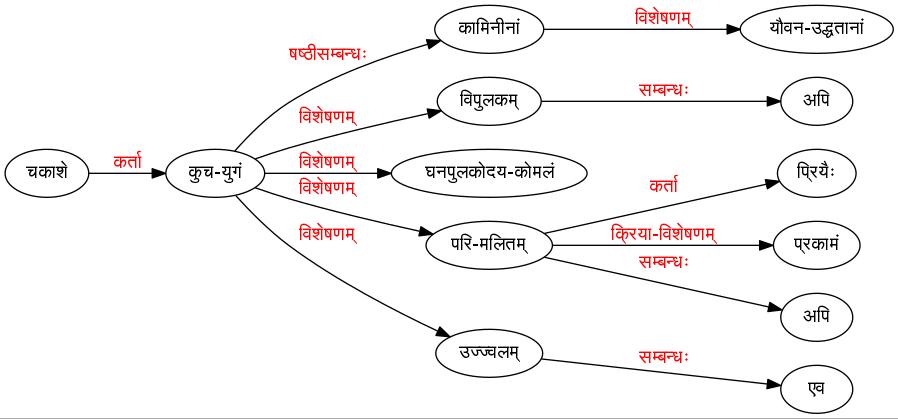 कामिनीनां
विशेषणम्
यौवन-उद्धतानां
षष्ठीसम्बन्धः
विपुलकम्
सम्बन्धः
अपि
विशेषणम्
चकाशे
कर्ता
कुच-युगं
विशेषणम्
घनपुलकोदय-कोमलं
विशेषणम्
कर्ता
प्रियैः
विशेषणम्
परि-मलितम्
क्रिया-विशेषणम्
प्रकामं
सम्बन्धः
अपि
उज्ज्वलम्
सम्बन्धः
एव